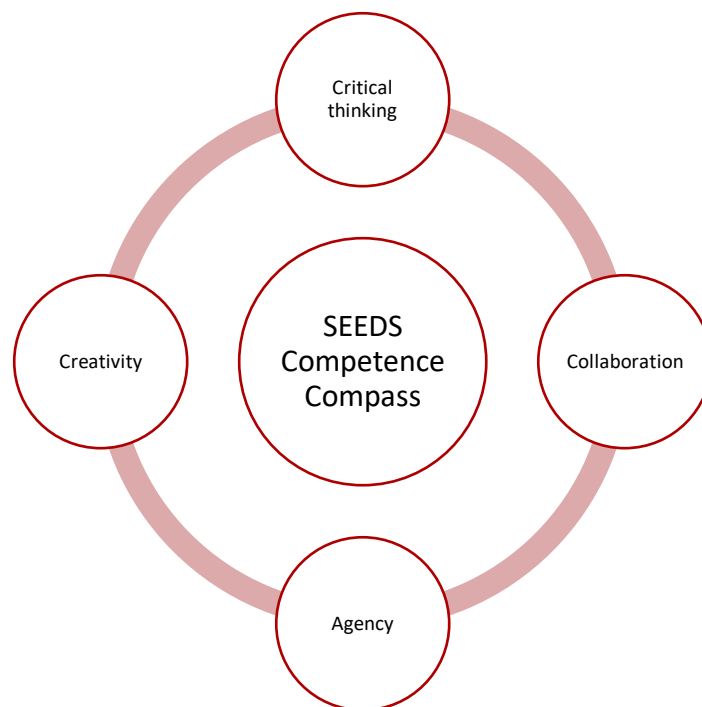 Critical
thinking
Creativity
SEEDS
Competence
Compass
Collaboration
Agency